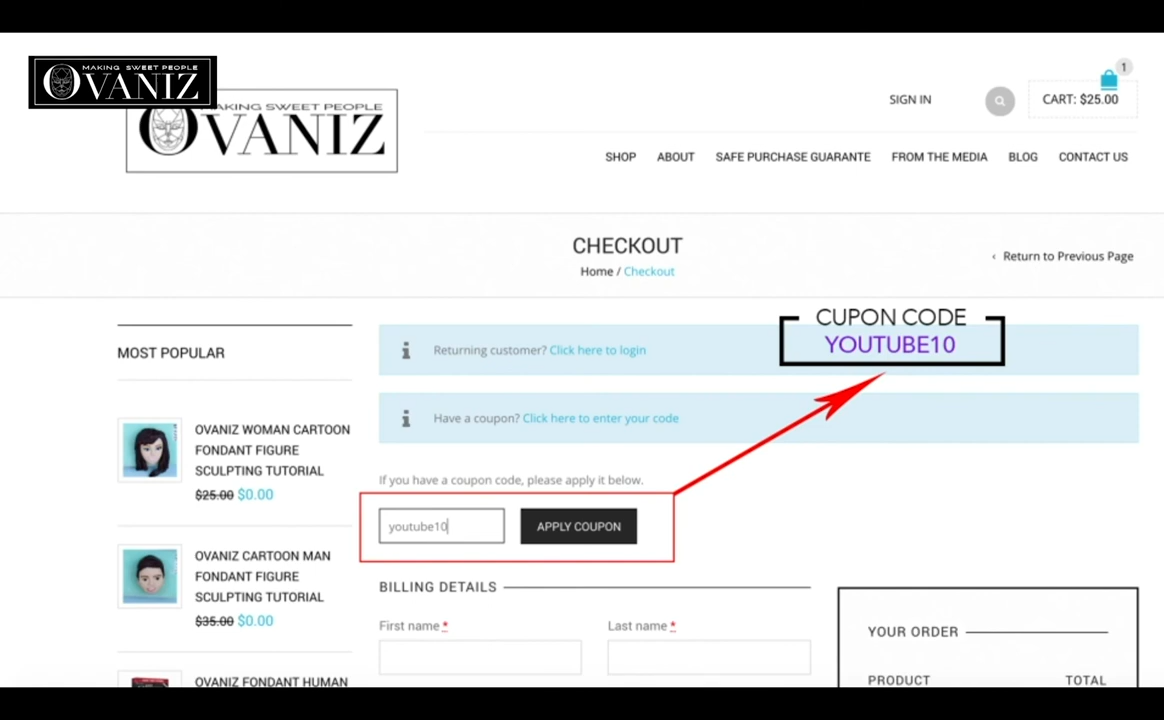 MAKING SWEET PEOPLE
OVANIZ
MAKING SWEET PEOPLE
OVANIZ
1
SIGN IN
CART: $25.00
SHOP ABOUT SAFE PURCHASE GUARANTE FROM THE MEDIA BLOG CONTACT US
CHECKOUT
Home / Checkout
‹ Return to Previous Page
MOST POPULAR
OVANIZ WOMAN CARTOON
FONDANT FIGURE
SCULPTING TUTORIAL
$25.00 $0.00
OVANIZ CARTOON MAN
FONDANT FIGURE
SCULPTING TUTORIAL
$35.00 $0.00
OVANIZ FONDANT HUMAN
CUPON CODE
YOUTUBE10
Returning customer? Click here to login
Have a coupon? Click here to enter your code
If you have a coupon code, please apply it below.
youtube10
APPLY COUPON
BILLING DETAILS
First name *
Last name *
YOUR ORDER
PRODUCT TOTAL